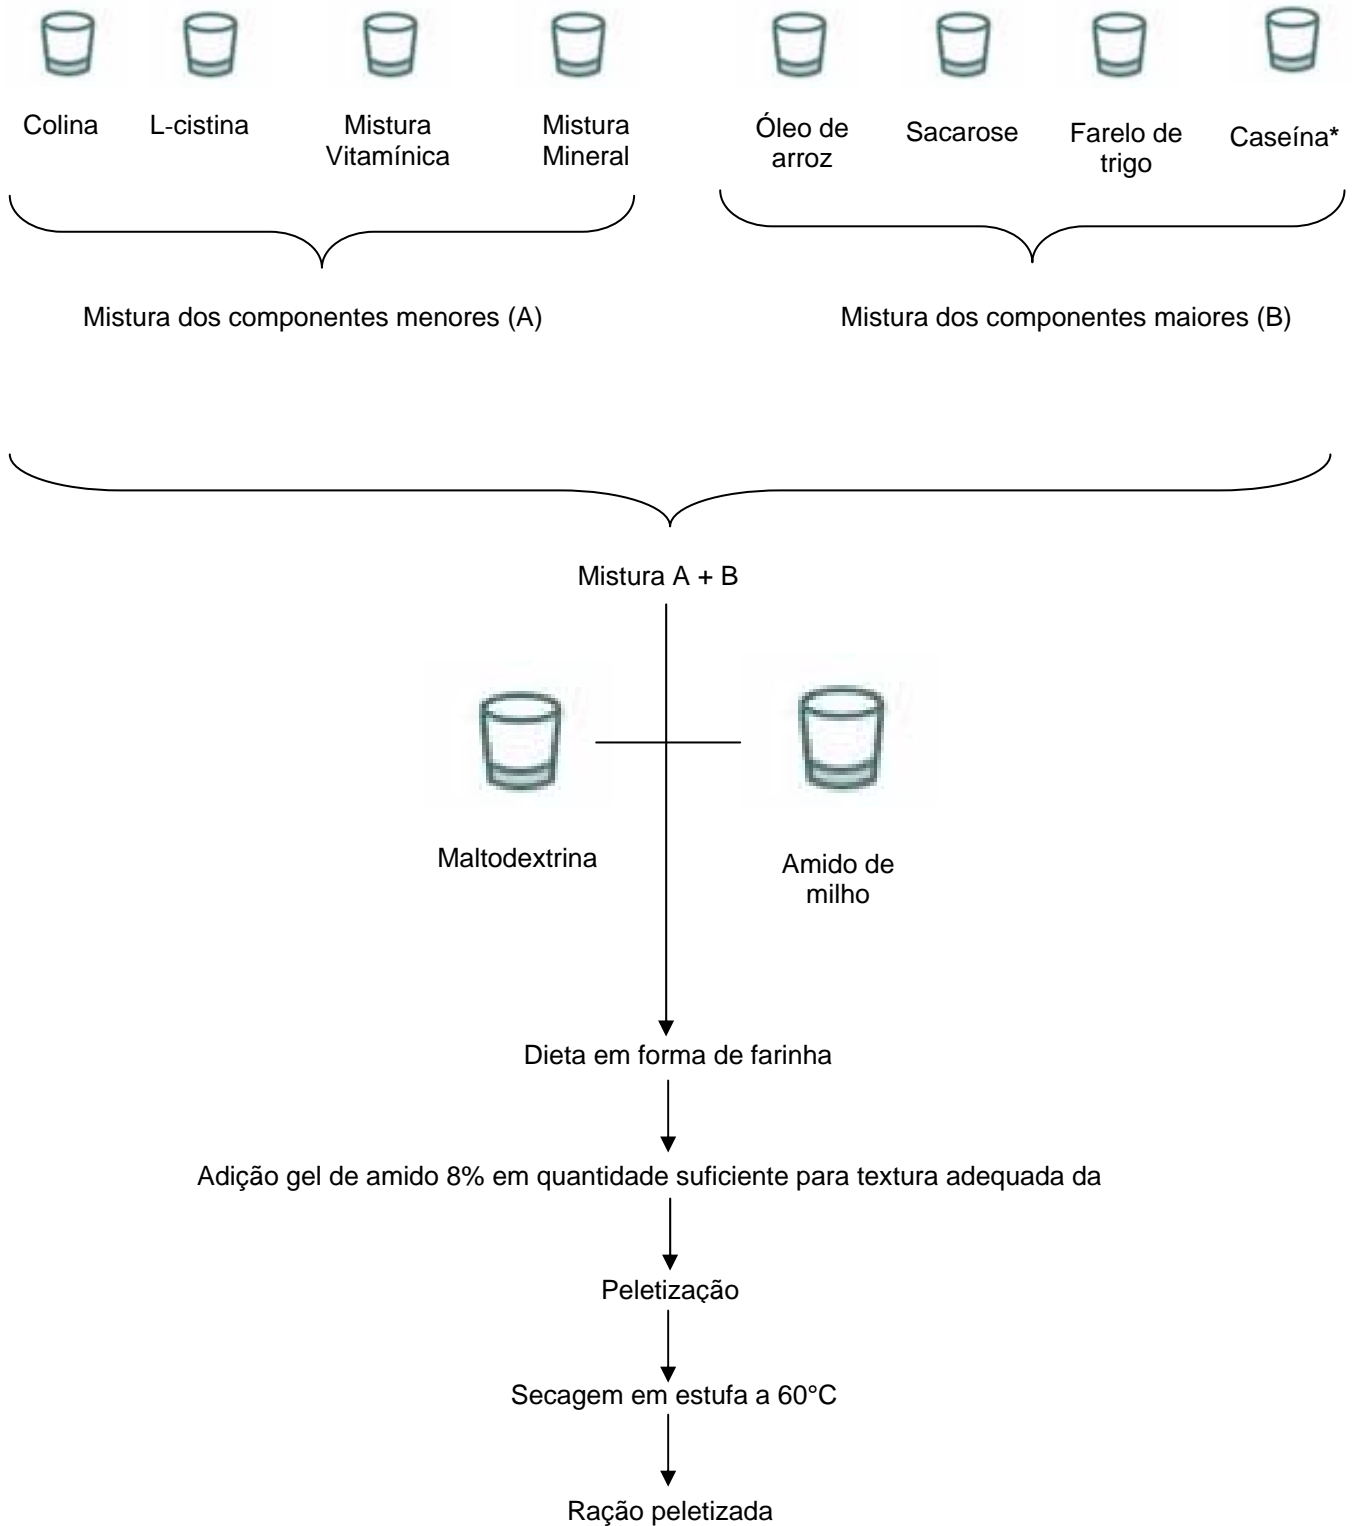 Colina
L-cistina
Mistura
Vitamínica
Mistura
Mineral
Óleo de
arroz
Sacarose
Farelo de
trigo
Caseína*
Mistura dos componentes menores (A)
Mistura dos componentes maiores (B)
Mistura A + B
Maltodextrina
Amido de
milho
Dieta em forma de farinha
Adição gel de amido 8% em quantidade suficiente para textura adequada da
Peletização
Secagem em estufa a 60°C
Ração peletizada